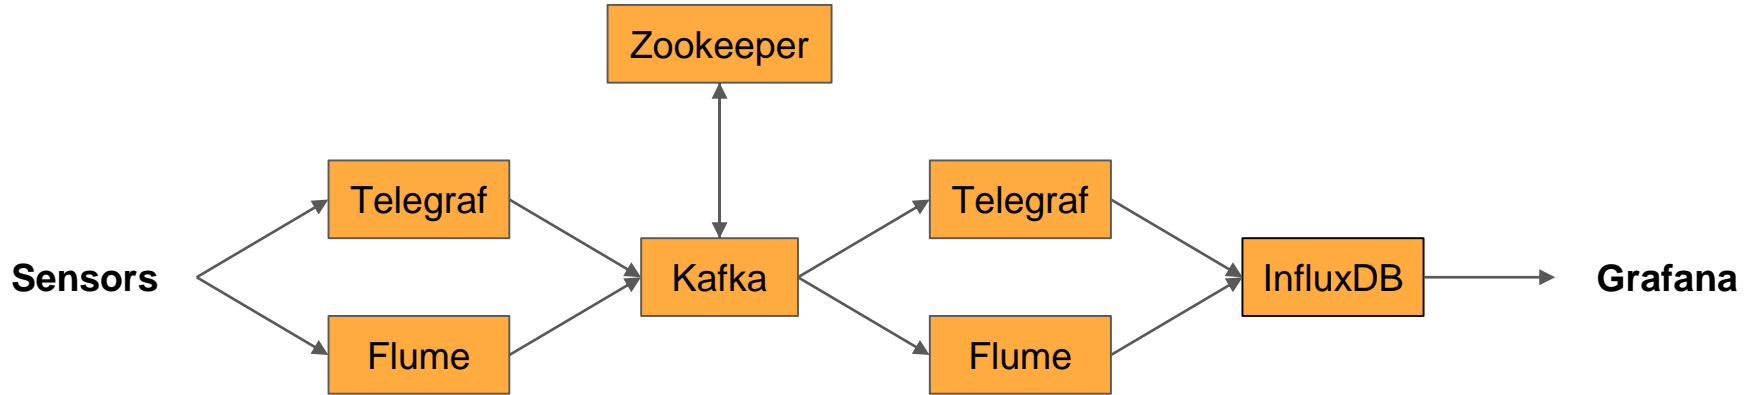 Zookeeper
Telegraf
Telegraf
Sensors
Kafka
InfluxDB
Grafana
Flume
Flume